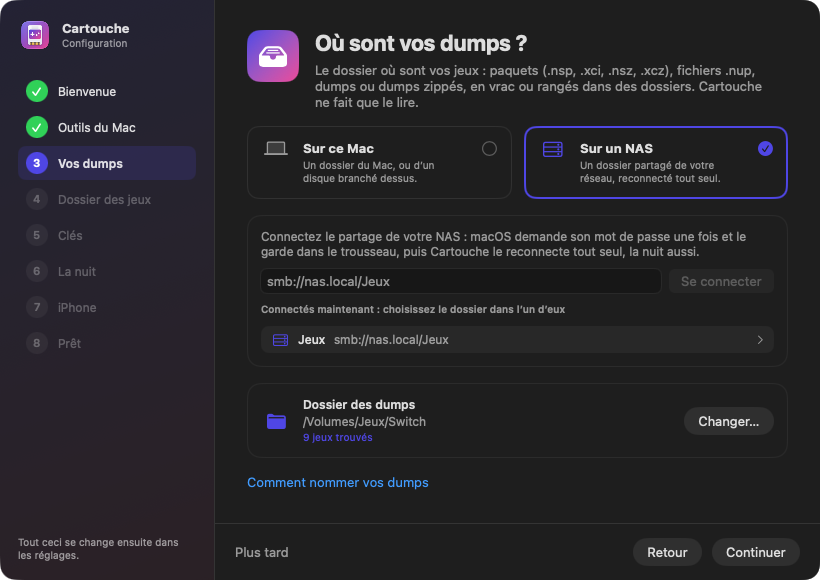 Cartouche
Configuration
Bienvenue
Outils du Mac
3 Vos dumps
4 Dossier des jeux
5 Clés
6 La nuit
7 iPhone
8 Prêt
Tout ceci se change ensuite dans
les réglages.
Où sont vos dumps ?
Le dossier où sont vos jeux : paquets (.nsp, .xci, .nsz, .xcz), fichiers .nup,
dumps ou dumps zippés, en vrac ou rangés dans des dossiers. Cartouche
ne fait que le lire.
Sur ce Mac
Un dossier du Mac, ou d’un
disque branché dessus.
Sur un NAS
Un dossier partagé de votre
réseau, reconnecté tout seul.
Connectez le partage de votre NAS : macOS demande son mot de passe une fois et le
garde dans le trousseau, puis Cartouche le reconnecte tout seul, la nuit aussi.
smb://nas.local/Jeux
Se connecter
Connectés maintenant : choisissez le dossier dans l’un d’eux
Jeux smb://nas.local/Jeux
Dossier des dumps
/Volumes/Jeux/Switch
9 jeux trouvés
Changer...
Comment nommer vos dumps
Plus tard
Retour
Continuer